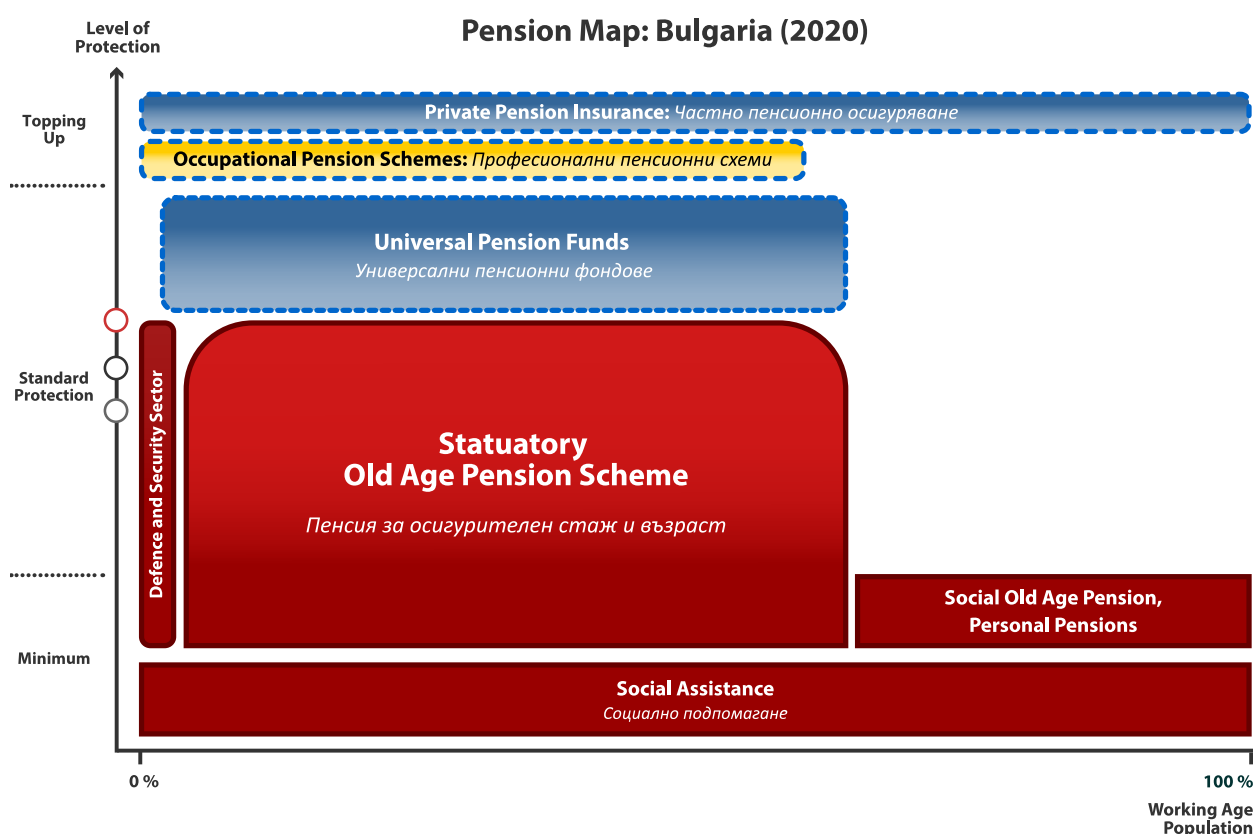 Pension Map: Bulgaria (2020)
Level of
Protection
Topping
Up
Private Pension Insurance: Частно пенсионно осигуряване
Occupational Pension Schemes: Професионални пенсионни схеми
Universal Pension Funds
Универсални пенсионни фондове
Standard
Protection
Defence and Security Sector
Statuatory
Old Age Pension Scheme
Пенсия за осигурителен стаж и възраст
Social Old Age Pension,
Personal Pensions
Minimum
Social Assistance
Социално подпомагане
0 %
100 %
Working Age
Population